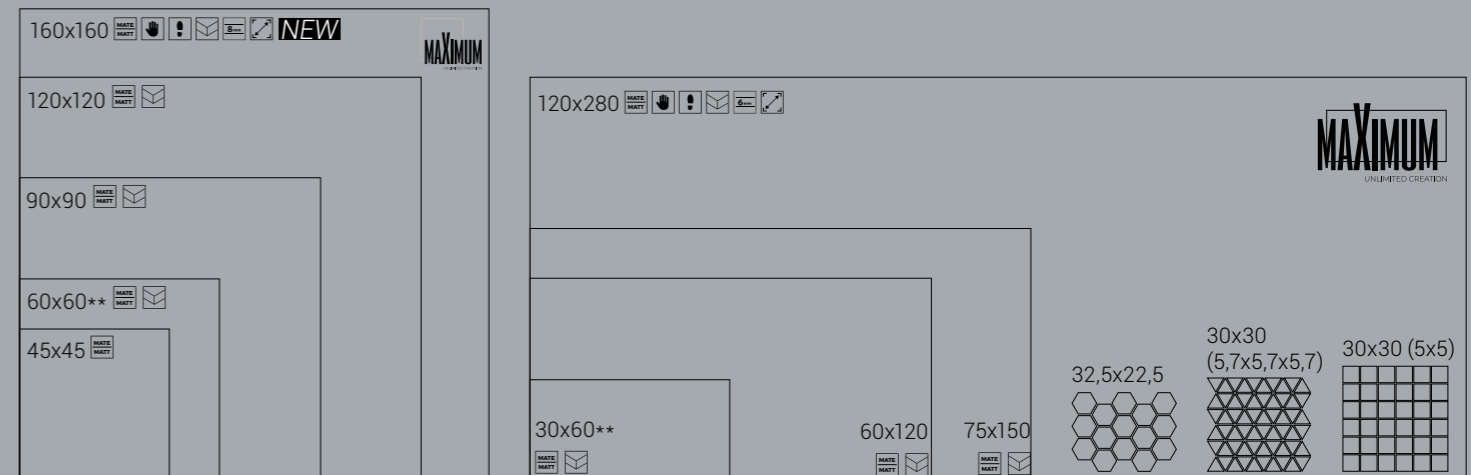 160x160 MATE MATT 8mm NEW
MAXIMUM
UNLIMITED CREATION
120x120 MATE MATT
90x90 MATE MATT
60x60** MATE MATT
45x45 MATE MATT
120x280 MATE MATT 6mm
MAXIMUM
UNLIMITED CREATION
30x60**
MATE
MATT
60x120
MATE
MATT
75x150
MATE
MATT
32,5x22,5
30x30
(5,7x5,7x5,7)
30x30 (5x5)